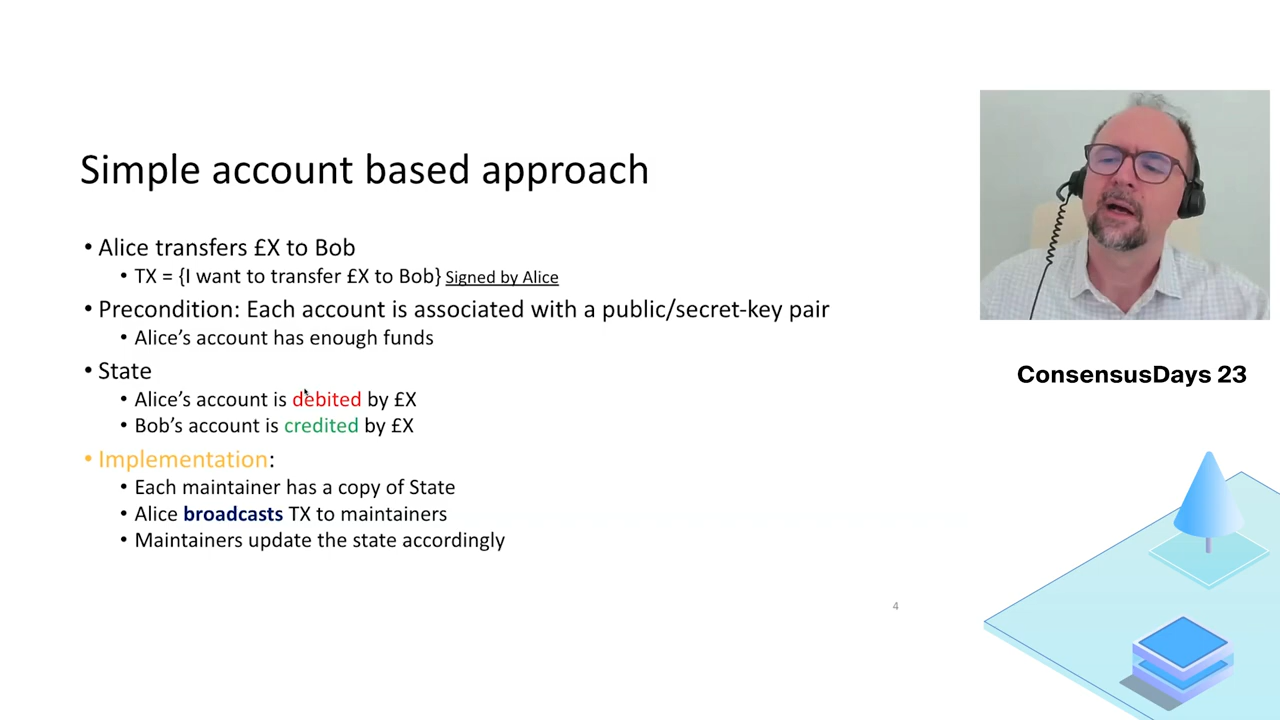 Simple account based approach
• Alice transfers £X to Bob
• TX = {I want to transfer £X to Bob} Signed by Alice
• Precondition: Each account is associated with a public/secret-key pair
• Alice’s account has enough funds
• State
• Alice’s account is debited by £X
• Bob’s account is credited by £X
• Implementation:
• Each maintainer has a copy of State
• Alice broadcasts TX to maintainers
• Maintainers update the state accordingly
4
ConsensusDays 23